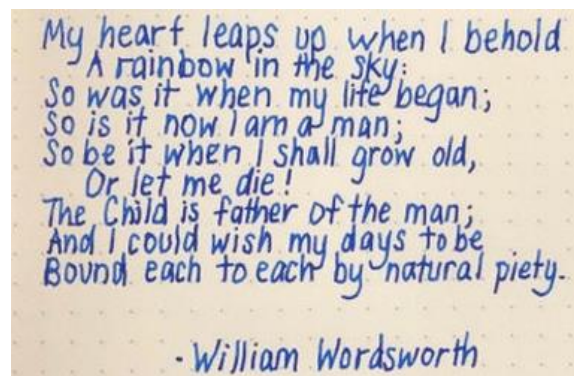 My heart leaps up when I behold
A rainbow in the sky:
So was it when my life began;
So is it now I am a man;
So be it when I shall grow old,
Or let me die!
The Child is father of the man;
And I could wish my days to be
Bound each to each by natural piety.
- William Wordsworth